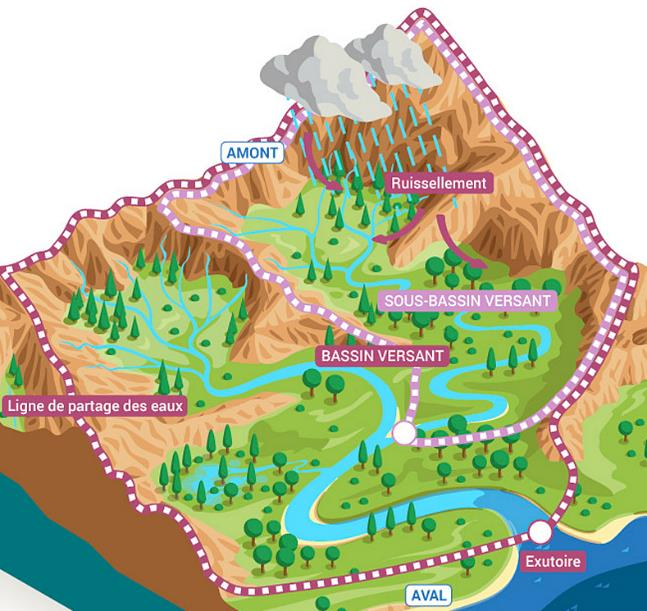 AMONT
Ruissellement
SOUS-BASSIN VERSANT
BASSIN VERSANT
Ligne de partage des eaux
Exutoire
AVAL